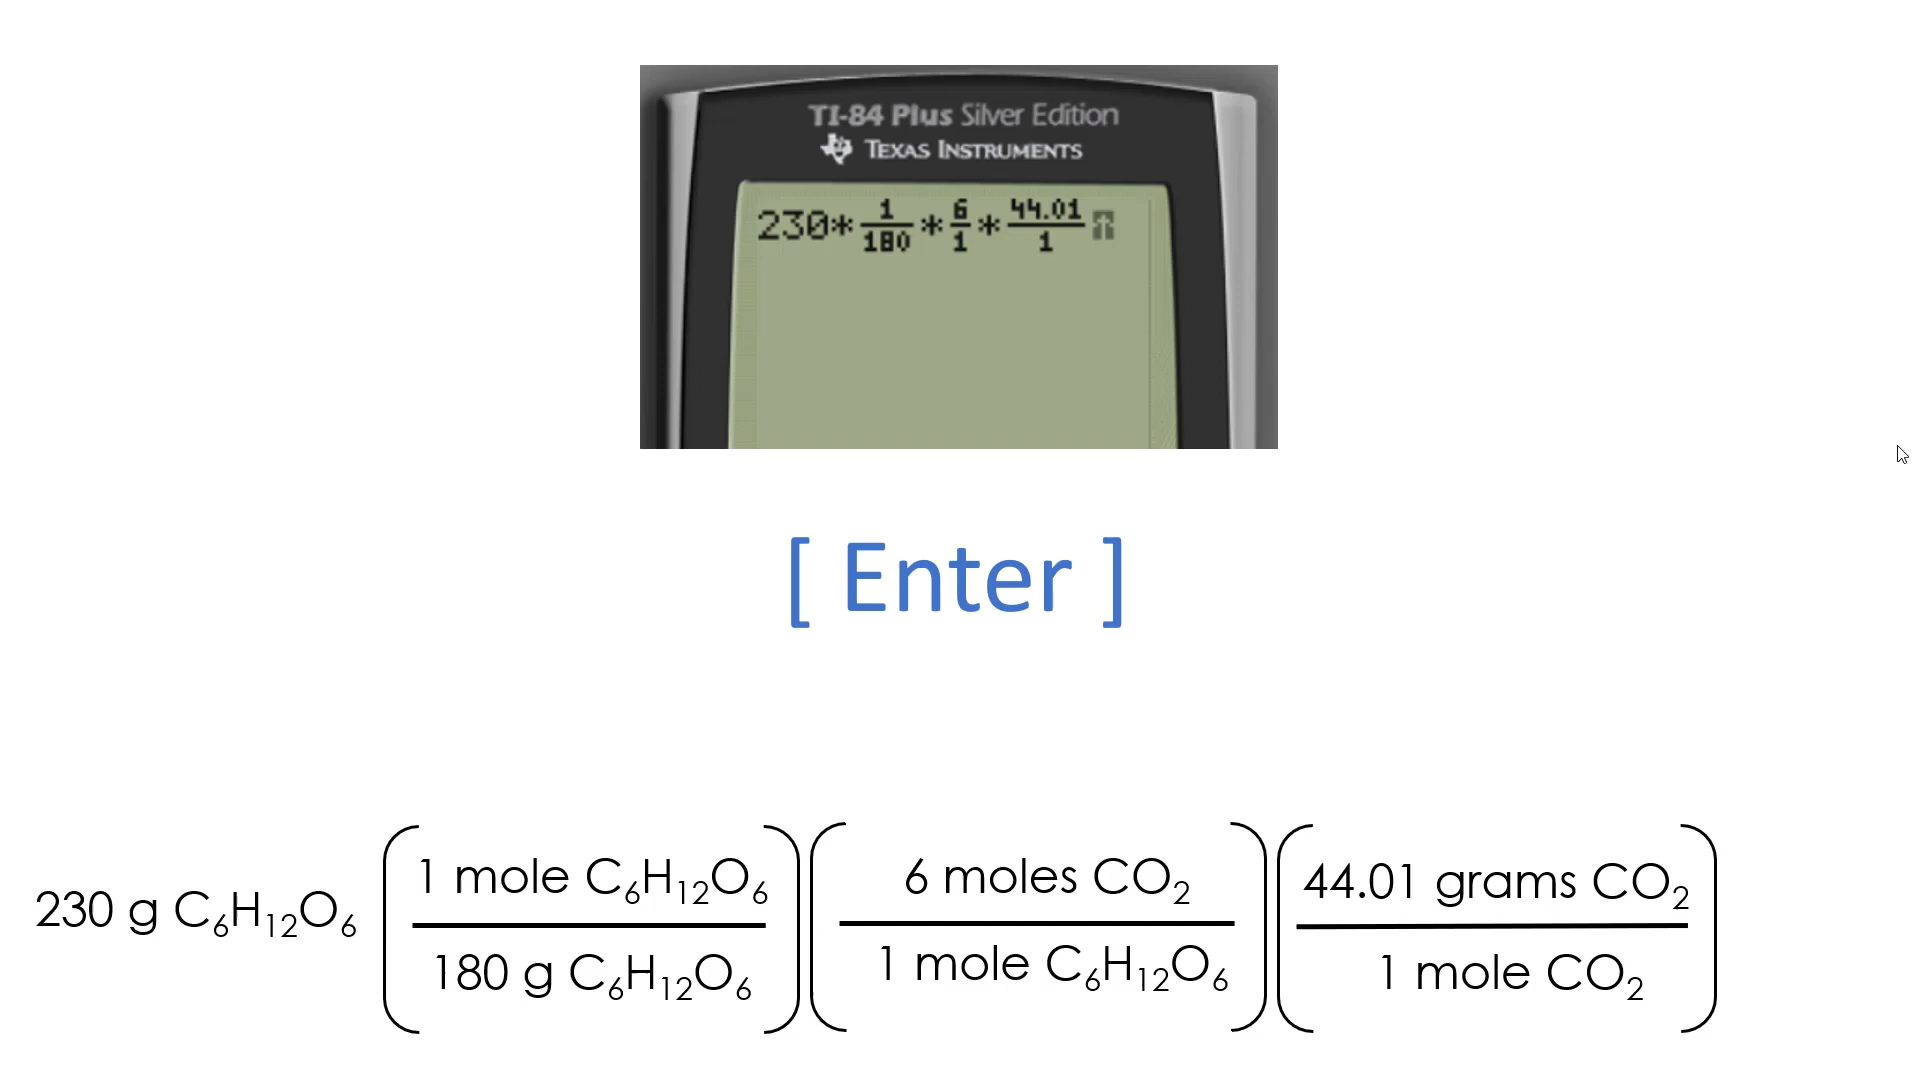 TI-84 Plus Silver Edition
TEXAS INSTRUMENTS
230*1/180*6/1*44.01/1
[ Enter ]
230 g C₆H₁₂O₆ (1 mole C₆H₁₂O₆ / 180 g C₆H₁₂O₆) (6 moles CO₂ / 1 mole C₆H₁₂O₆) (44.01 grams CO₂ / 1 mole CO₂)